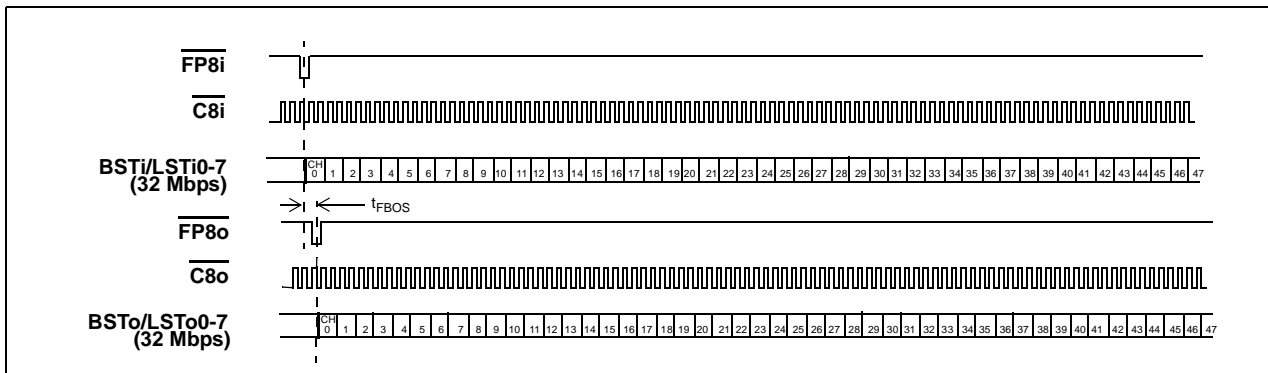 FP8i
C8i
BSTi/LSTi0-7
(32 Mbps)
CH
0 1 2 3 4 5 6 7 8 9 10 11 12 13 14 15 16 17 18 19 20 21 22 23 24 25 26 27 28 29 30 31 32 33 34 35 36 37 38 39 40 41 42 43 44 45 46 47
tFBOS
FP8o
C8o
BSTo/LSTo0-7
(32 Mbps)
CH
0 1 2 3 4 5 6 7 8 9 10 11 12 13 14 15 16 17 18 19 20 21 22 23 24 25 26 27 28 29 30 31 32 33 34 35 36 37 38 39 40 41 42 43 44 45 46 47